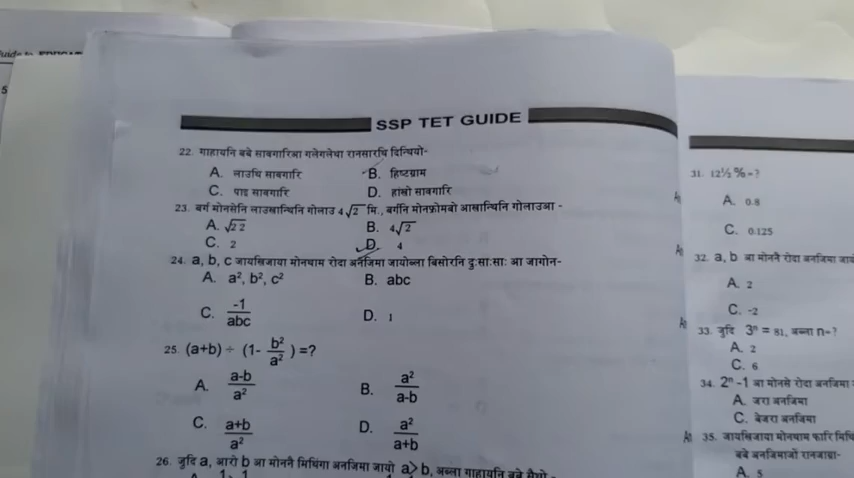 SSP TET GUIDE
22. गाहायनि बबे सावगारिआ गलेगलेथा रानसारथि दिन्थियो-
A. लाउथि सावगारि B. हिष्टग्राम
C. पाइ सावगारि D. हांखो सावगारि
23. बर्ग मोनसेनि लाउखान्थिनि गोलाउ 4√2 मि., बर्गनि मोनफ्रोमबो आखान्थिनि गोलाउआ -
A. √22 B. 4√2
C. 2 D. 4
24. a, b, c जायखिजाया मोनथाम रोदा अनजिमा जायोब्ला बिसोरनि दुःसाःसाः आ जागोन-
A. a², b², c² B. abc
C. -1/abc D. 1
25. (a+b) ÷ (1- b²/a²) =?
A. a-b/a² B. a²/a-b
C. a+b/a² D. a²/a+b
26. जुदि a, आरो b आ मोननै मिथिंगा अनजिमा जायो a> b, अब्ला गाहायनि बबे
31. 12½ % = ?
A. 0.8
C. 0.125
32. a, b आ मोननै रोदा अनजिमा
A. 2
C. -2
33. जुदि 3ⁿ = 81, अब्ला n=?
A. 2
C. 6
34. 2ⁿ -1 आ मोनसे रोदा अनजिमा
A. जरा अनजिमा
C. बेजरा अनजिमा
35. जायखिजाया मोनथाम फारि
बबे अनजिमाजों रानजाग्रा-
A. 5